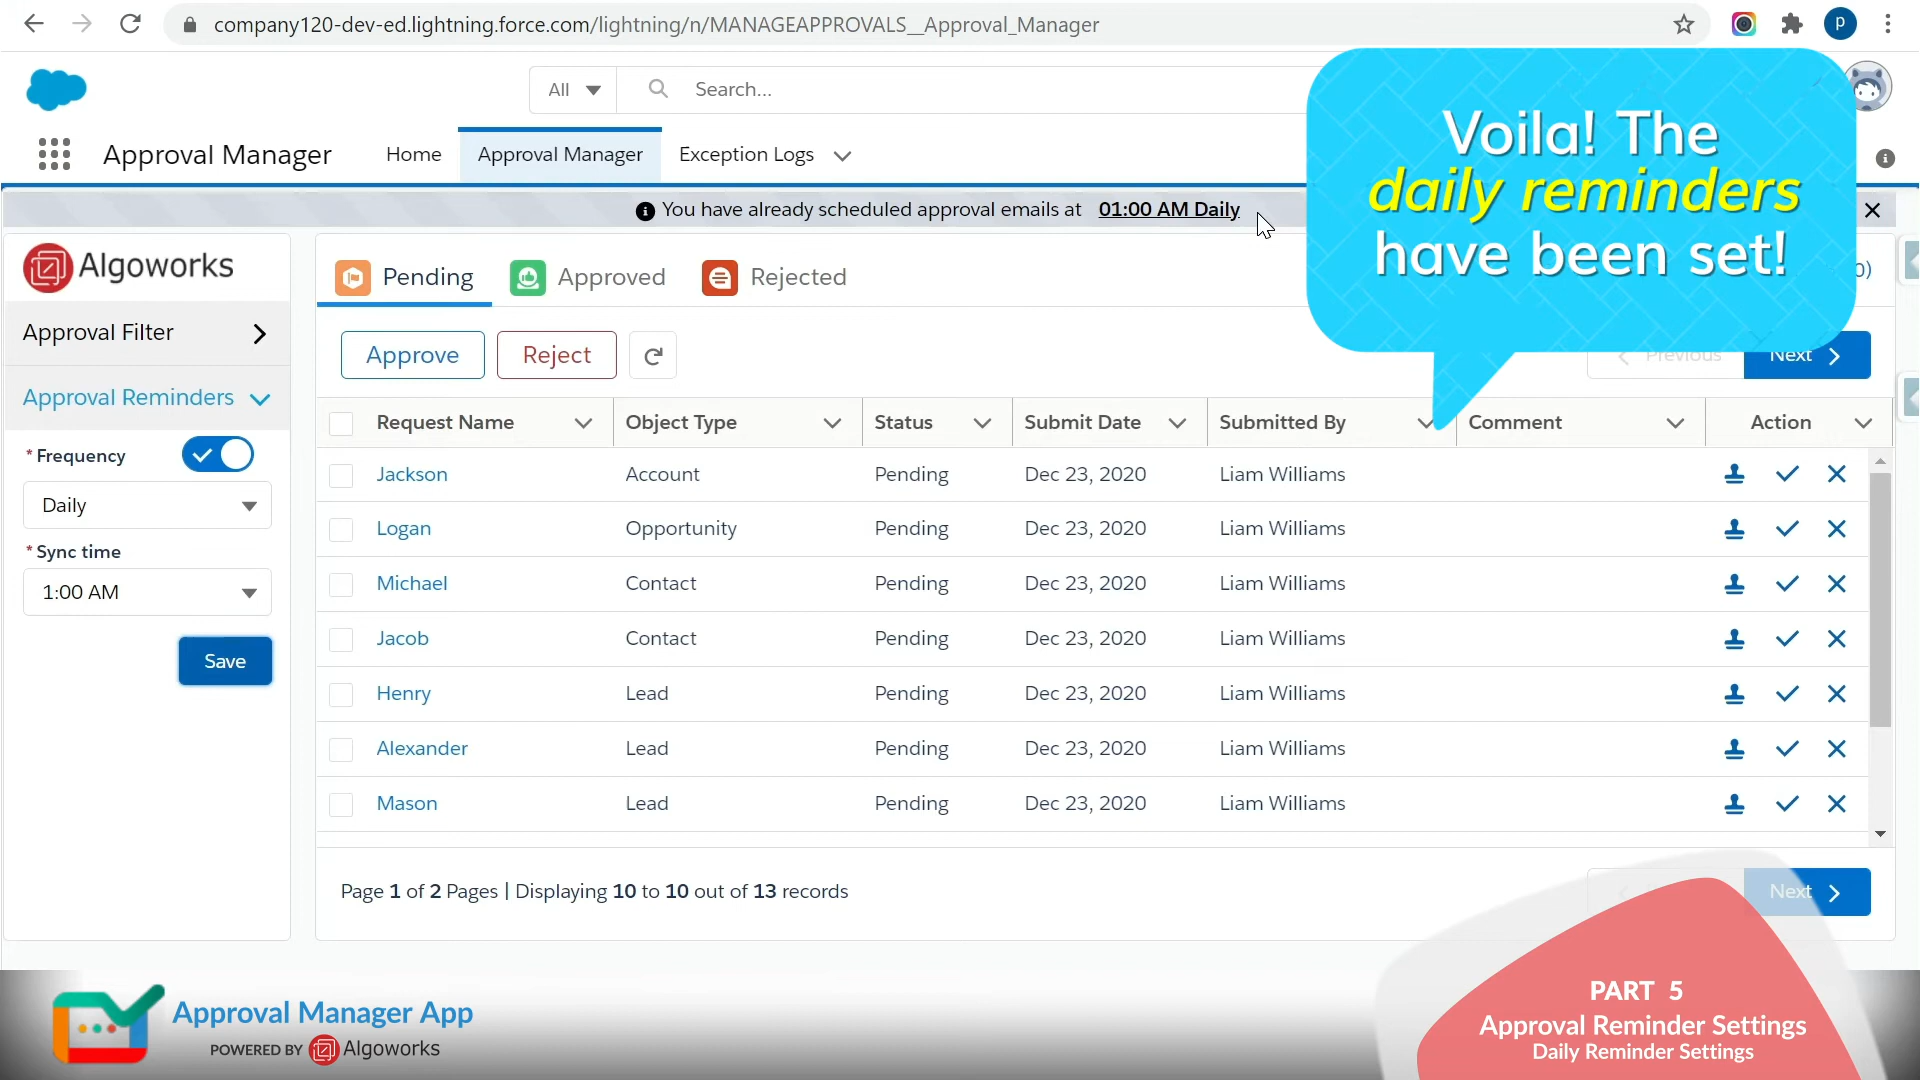 company120-dev-ed.lightning.force.com/lightning/n/MANAGEAPPROVALS__Approval_Manager
P
All
Search...
Voila! The
daily reminders
have been set!
Approval Manager
Home
Approval Manager
Exception Logs
You have already scheduled approval emails at 01:00 AM Daily
Algoworks
Pending
Approved
Rejected
0)
Approval Filter
Approve
Reject
Previous
Next
Approval Reminders
Request Name
Object Type
Status
Submit Date
Submitted By
Comment
Action
* Frequency
Daily
* Sync time
1:00 AM
Save
Jackson Account Pending Dec 23, 2020 Liam Williams
Logan Opportunity Pending Dec 23, 2020 Liam Williams
Michael Contact Pending Dec 23, 2020 Liam Williams
Jacob Contact Pending Dec 23, 2020 Liam Williams
Henry Lead Pending Dec 23, 2020 Liam Williams
Alexander Lead Pending Dec 23, 2020 Liam Williams
Mason Lead Pending Dec 23, 2020 Liam Williams
Page 1 of 2 Pages | Displaying 10 to 10 out of 13 records
Next
Approval Manager App
POWERED BY Algoworks
PART 5
Approval Reminder Settings
Daily Reminder Settings